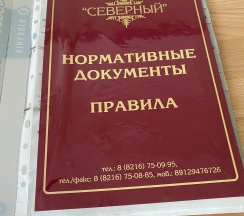 "СЕВЕРНЫЙ"
НОРМАТИВНЫЕ
ДОКУМЕНТЫ
ПРАВИЛА
тел.: 8 (8216) 75-09-95,
тел./факс: 8 (8216) 75-08-85, моб.: 89129476726